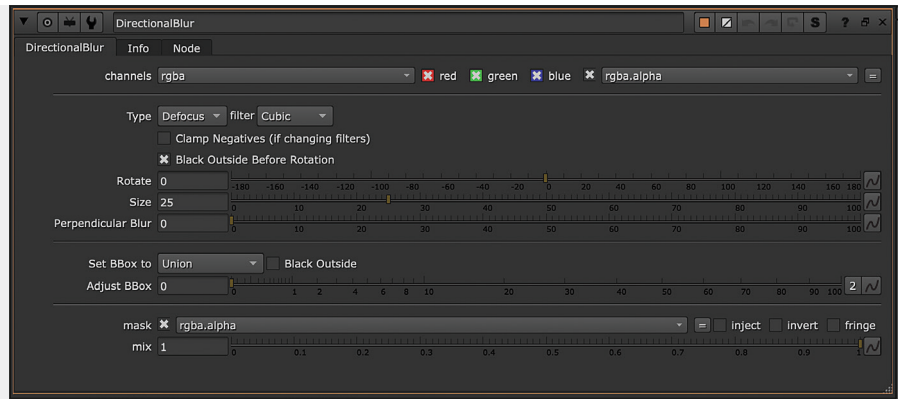 DirectionalBlur S ?
DirectionalBlur Info Node
channels rgba red green blue rgba.alpha =
Type Defocus filter Cubic
Clamp Negatives (if changing filters)
Black Outside Before Rotation
Rotate 0
-180 -160 -140 -120 -100 -80 -60 -40 -20 0 20 40 60 80 100 120 140 160 180
Size 25
0 10 20 30 40 50 60 70 80 90 100
Perpendicular Blur 0
0 10 20 30 40 50 60 70 80 90 100
Set BBox to Union Black Outside
Adjust BBox 0 2
0 1 2 4 6 8 10 20 30 40 50 60 70 80 90 100
mask rgba.alpha = inject invert fringe
mix 1
0 0.1 0.2 0.3 0.4 0.5 0.6 0.7 0.8 0.9 1